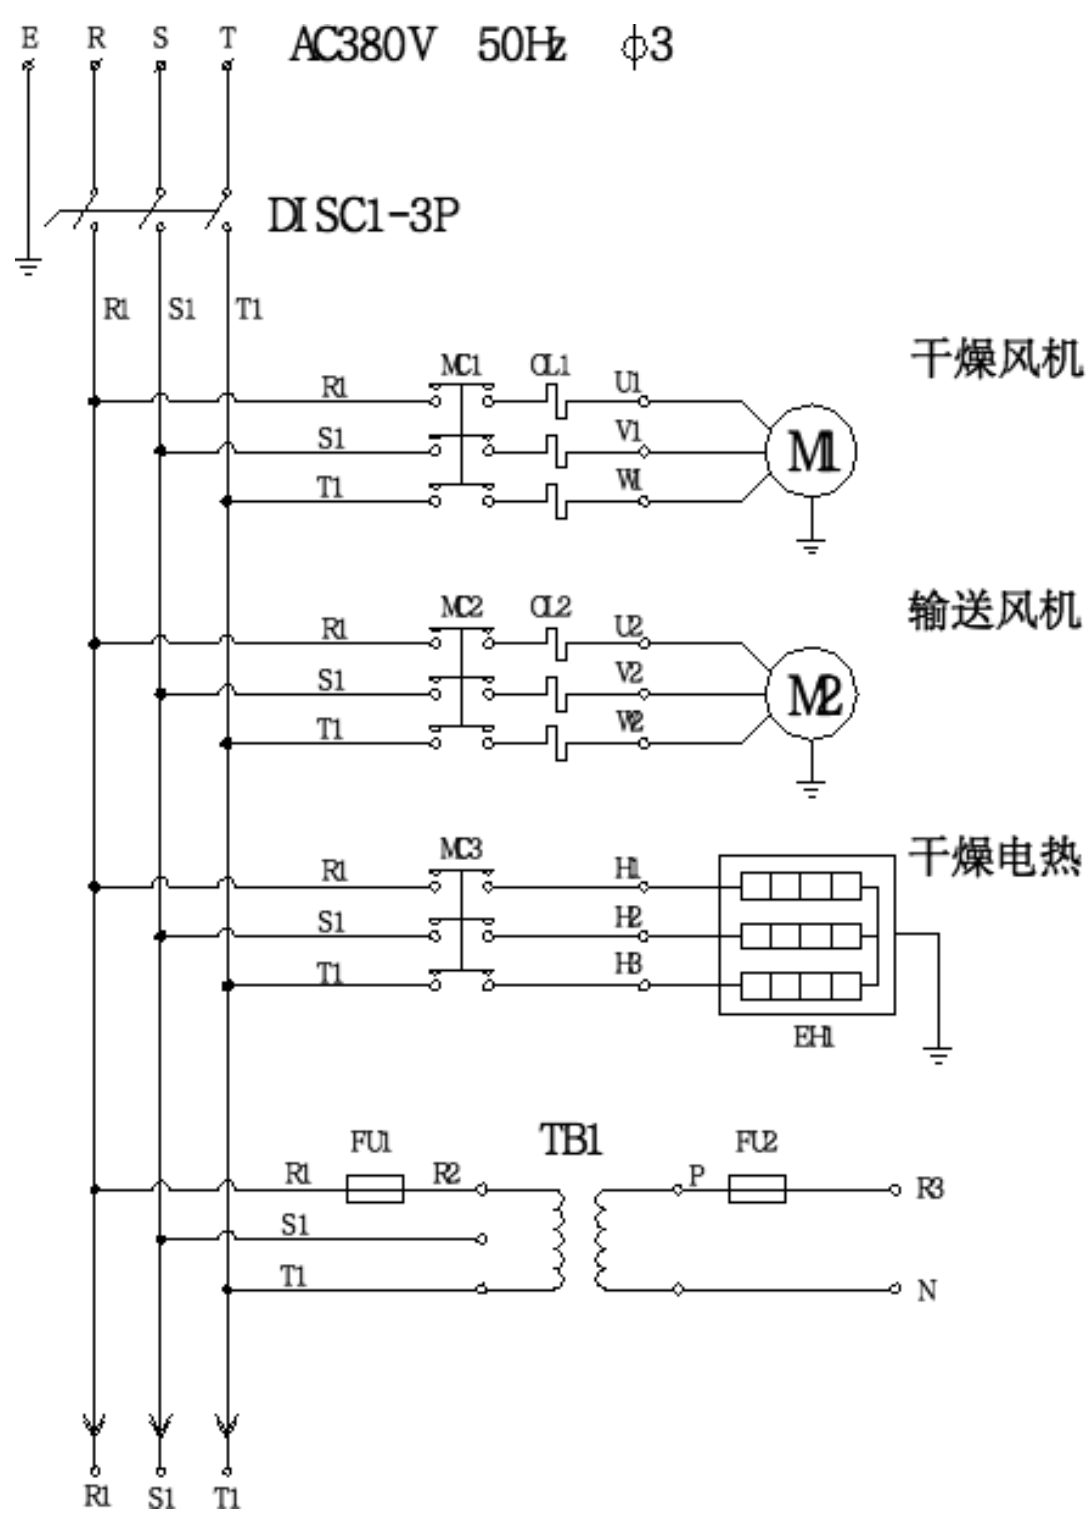 E R S T AC380V 50Hz ϕ3
DISC1-3P
R1 S1 T1
干燥风机
MC1 OL1
R1 U1
S1 V1
M1
T1 W1
输送风机
MC2 OL2
R1 U2
S1 V2
M2
T1 W2
干燥电热
MC3
R1 H1
S1 H2
T1 H3
EH1
FU1 TB1 FU2
R1 R2 P R3
S1
T1 N
R1 S1 T1